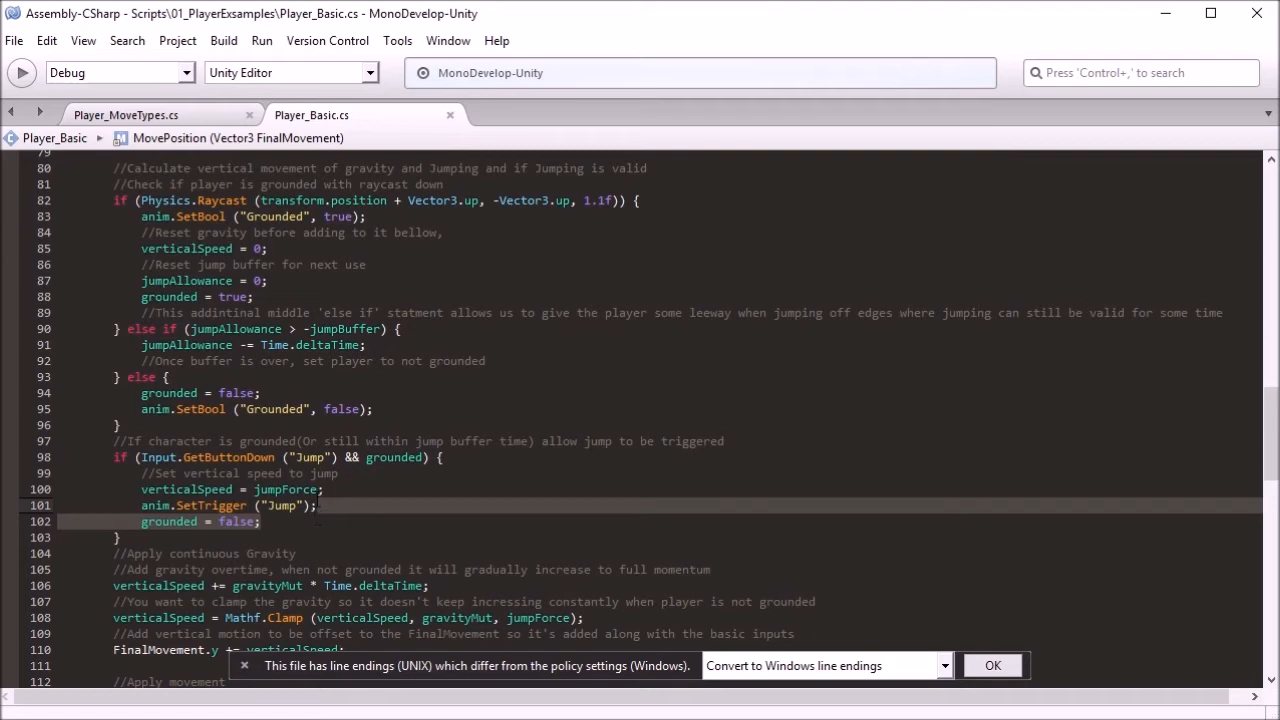 Assembly-CSharp - Scripts\01_PlayerExsamples\Player_Basic.cs - MonoDevelop-Unity
File Edit View Search Project Build Run Version Control Tools Window Help
Debug Unity Editor MonoDevelop-Unity Press 'Control+,' to search
Player_MoveTypes.cs Player_Basic.cs
Player_Basic MovePosition (Vector3 FinalMovement)
79
80 //Calculate vertical movement of gravity and Jumping and if Jumping is valid
81 //Check if player is grounded with raycast down
82 if (Physics.Raycast (transform.position + Vector3.up, -Vector3.up, 1.1f)) {
83 anim.SetBool ("Grounded", true);
84 //Reset gravity before adding to it bellow,
85 verticalSpeed = 0;
86 //Reset jump buffer for next use
87 jumpAllowance = 0;
88 grounded = true;
89 //This addintinal middle 'else if' statment allows us to give the player some leeway when jumping off edges where jumping can still be valid for some time
90 } else if (jumpAllowance > -jumpBuffer) {
91 jumpAllowance -= Time.deltaTime;
92 //Once buffer is over, set player to not grounded
93 } else {
94 grounded = false;
95 anim.SetBool ("Grounded", false);
96 }
97 //If character is grounded(Or still within jump buffer time) allow jump to be triggered
98 if (Input.GetButtonDown ("Jump") && grounded) {
99 //Set vertical speed to jump
100 verticalSpeed = jumpForce;
101 anim.SetTrigger ("Jump");
102 grounded = false;
103 }
104 //Apply continuous Gravity
105 //Add gravity overtime, when not grounded it will gradually increase to full momentum
106 verticalSpeed += gravityMut * Time.deltaTime;
107 //You want to clamp the gravity so it doesn't keep increasing constantly when player is not grounded
108 verticalSpeed = Mathf.Clamp (verticalSpeed, gravityMut, jumpForce);
109 //Add vertical motion to be offset to the FinalMovement so it's added along with the basic inputs
110 FinalMovement.y += verticalSpeed;
This file has line endings (UNIX) which differ from the policy settings (Windows). Convert to Windows line endings OK
111
112 //Apply movement